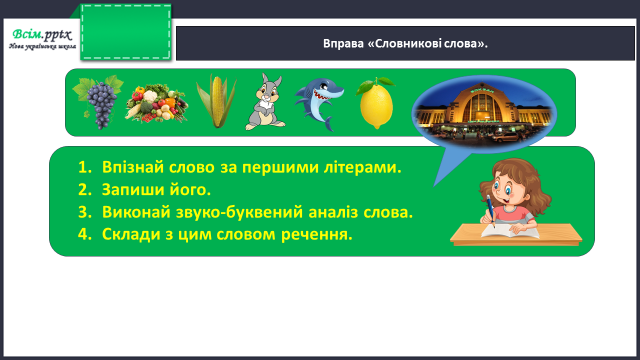 Всім.pptx
Нова українська школа
Вправа «Словникові слова».
1. Впізнай слово за першими літерами.
2. Запиши його.
3. Виконай звуко-буквений аналіз слова.
4. Склади з цим словом речення.